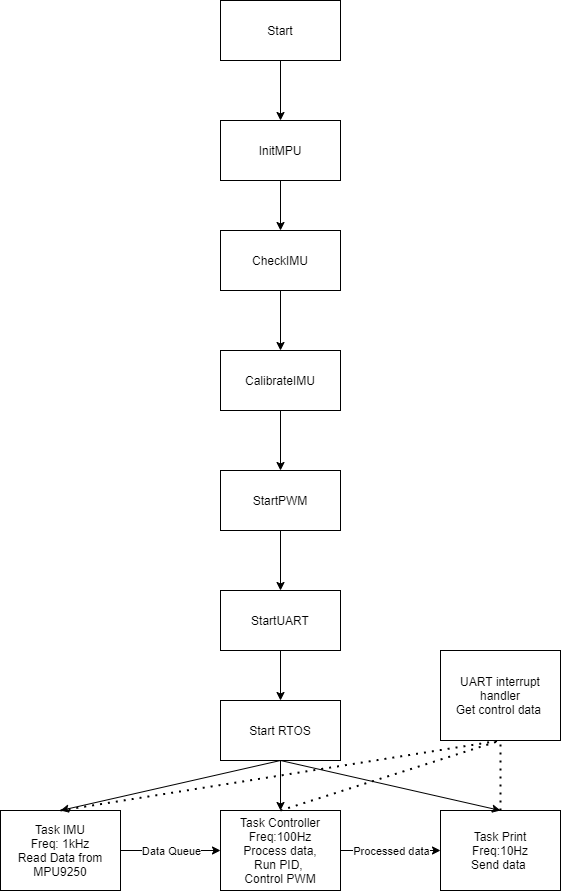 Start
InitMPU
CheckIMU
CalibrateIMU
StartPWM
StartUART
UART interrupt
handler
Get control data
Start RTOS
Task IMU
Freq: 1kHz
Read Data from
MPU9250
Data Queue
Task Controller
Freq:100Hz
Process data,
Run PID,
Control PWM
Processed data
Task Print
Freq:10Hz
Send data